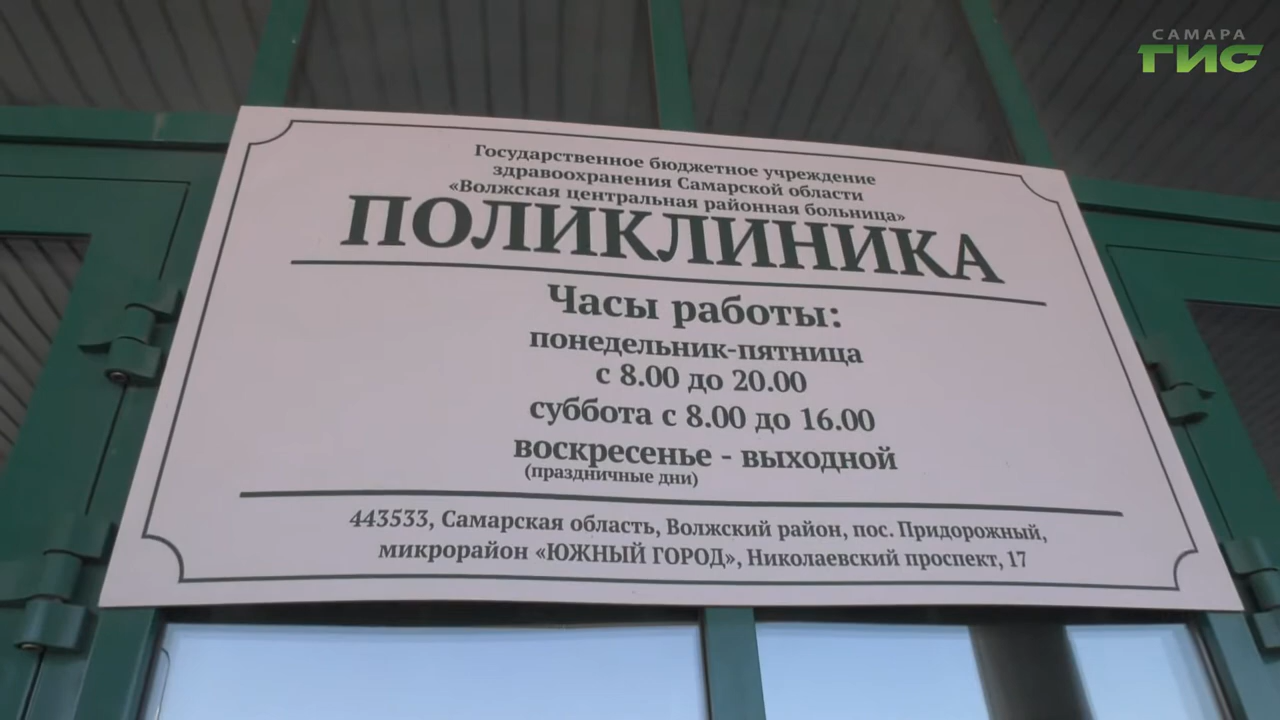 САМАРА
ГИС
Государственное бюджетное учреждение
здравоохранения Самарской области
«Волжская центральная районная больница»
ПОЛИКЛИНИКА
Часы работы:
понедельник-пятница
с 8.00 до 20.00
суббота с 8.00 до 16.00
воскресенье - выходной
(праздничные дни)
443533, Самарская область, Волжский район, пос. Придорожный,
микрорайон «ЮЖНЫЙ ГОРОД», Николаевский проспект, 17